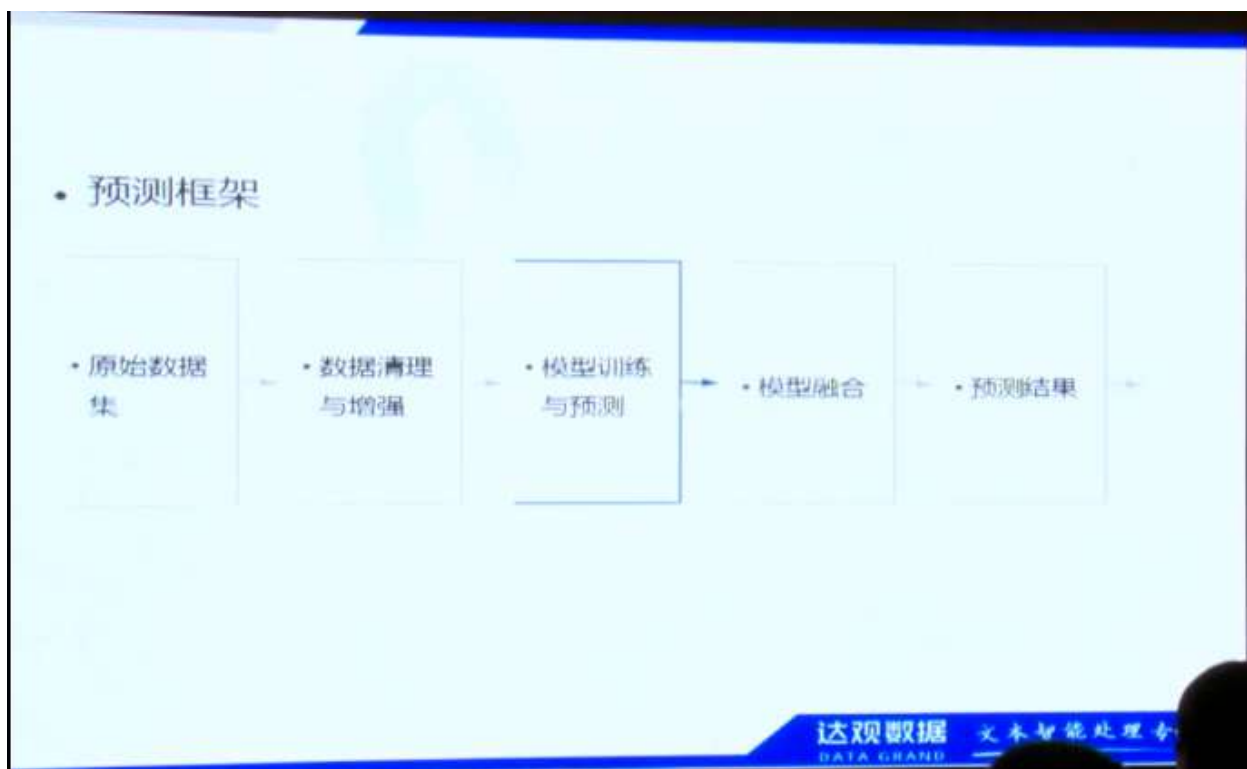 • 预测框架
• 原始数据
集
• 数据清理
与增强
• 模型训练
与预测
• 模型融合
• 预测结果
达观数据 文本智能处理专
DATA GRAND